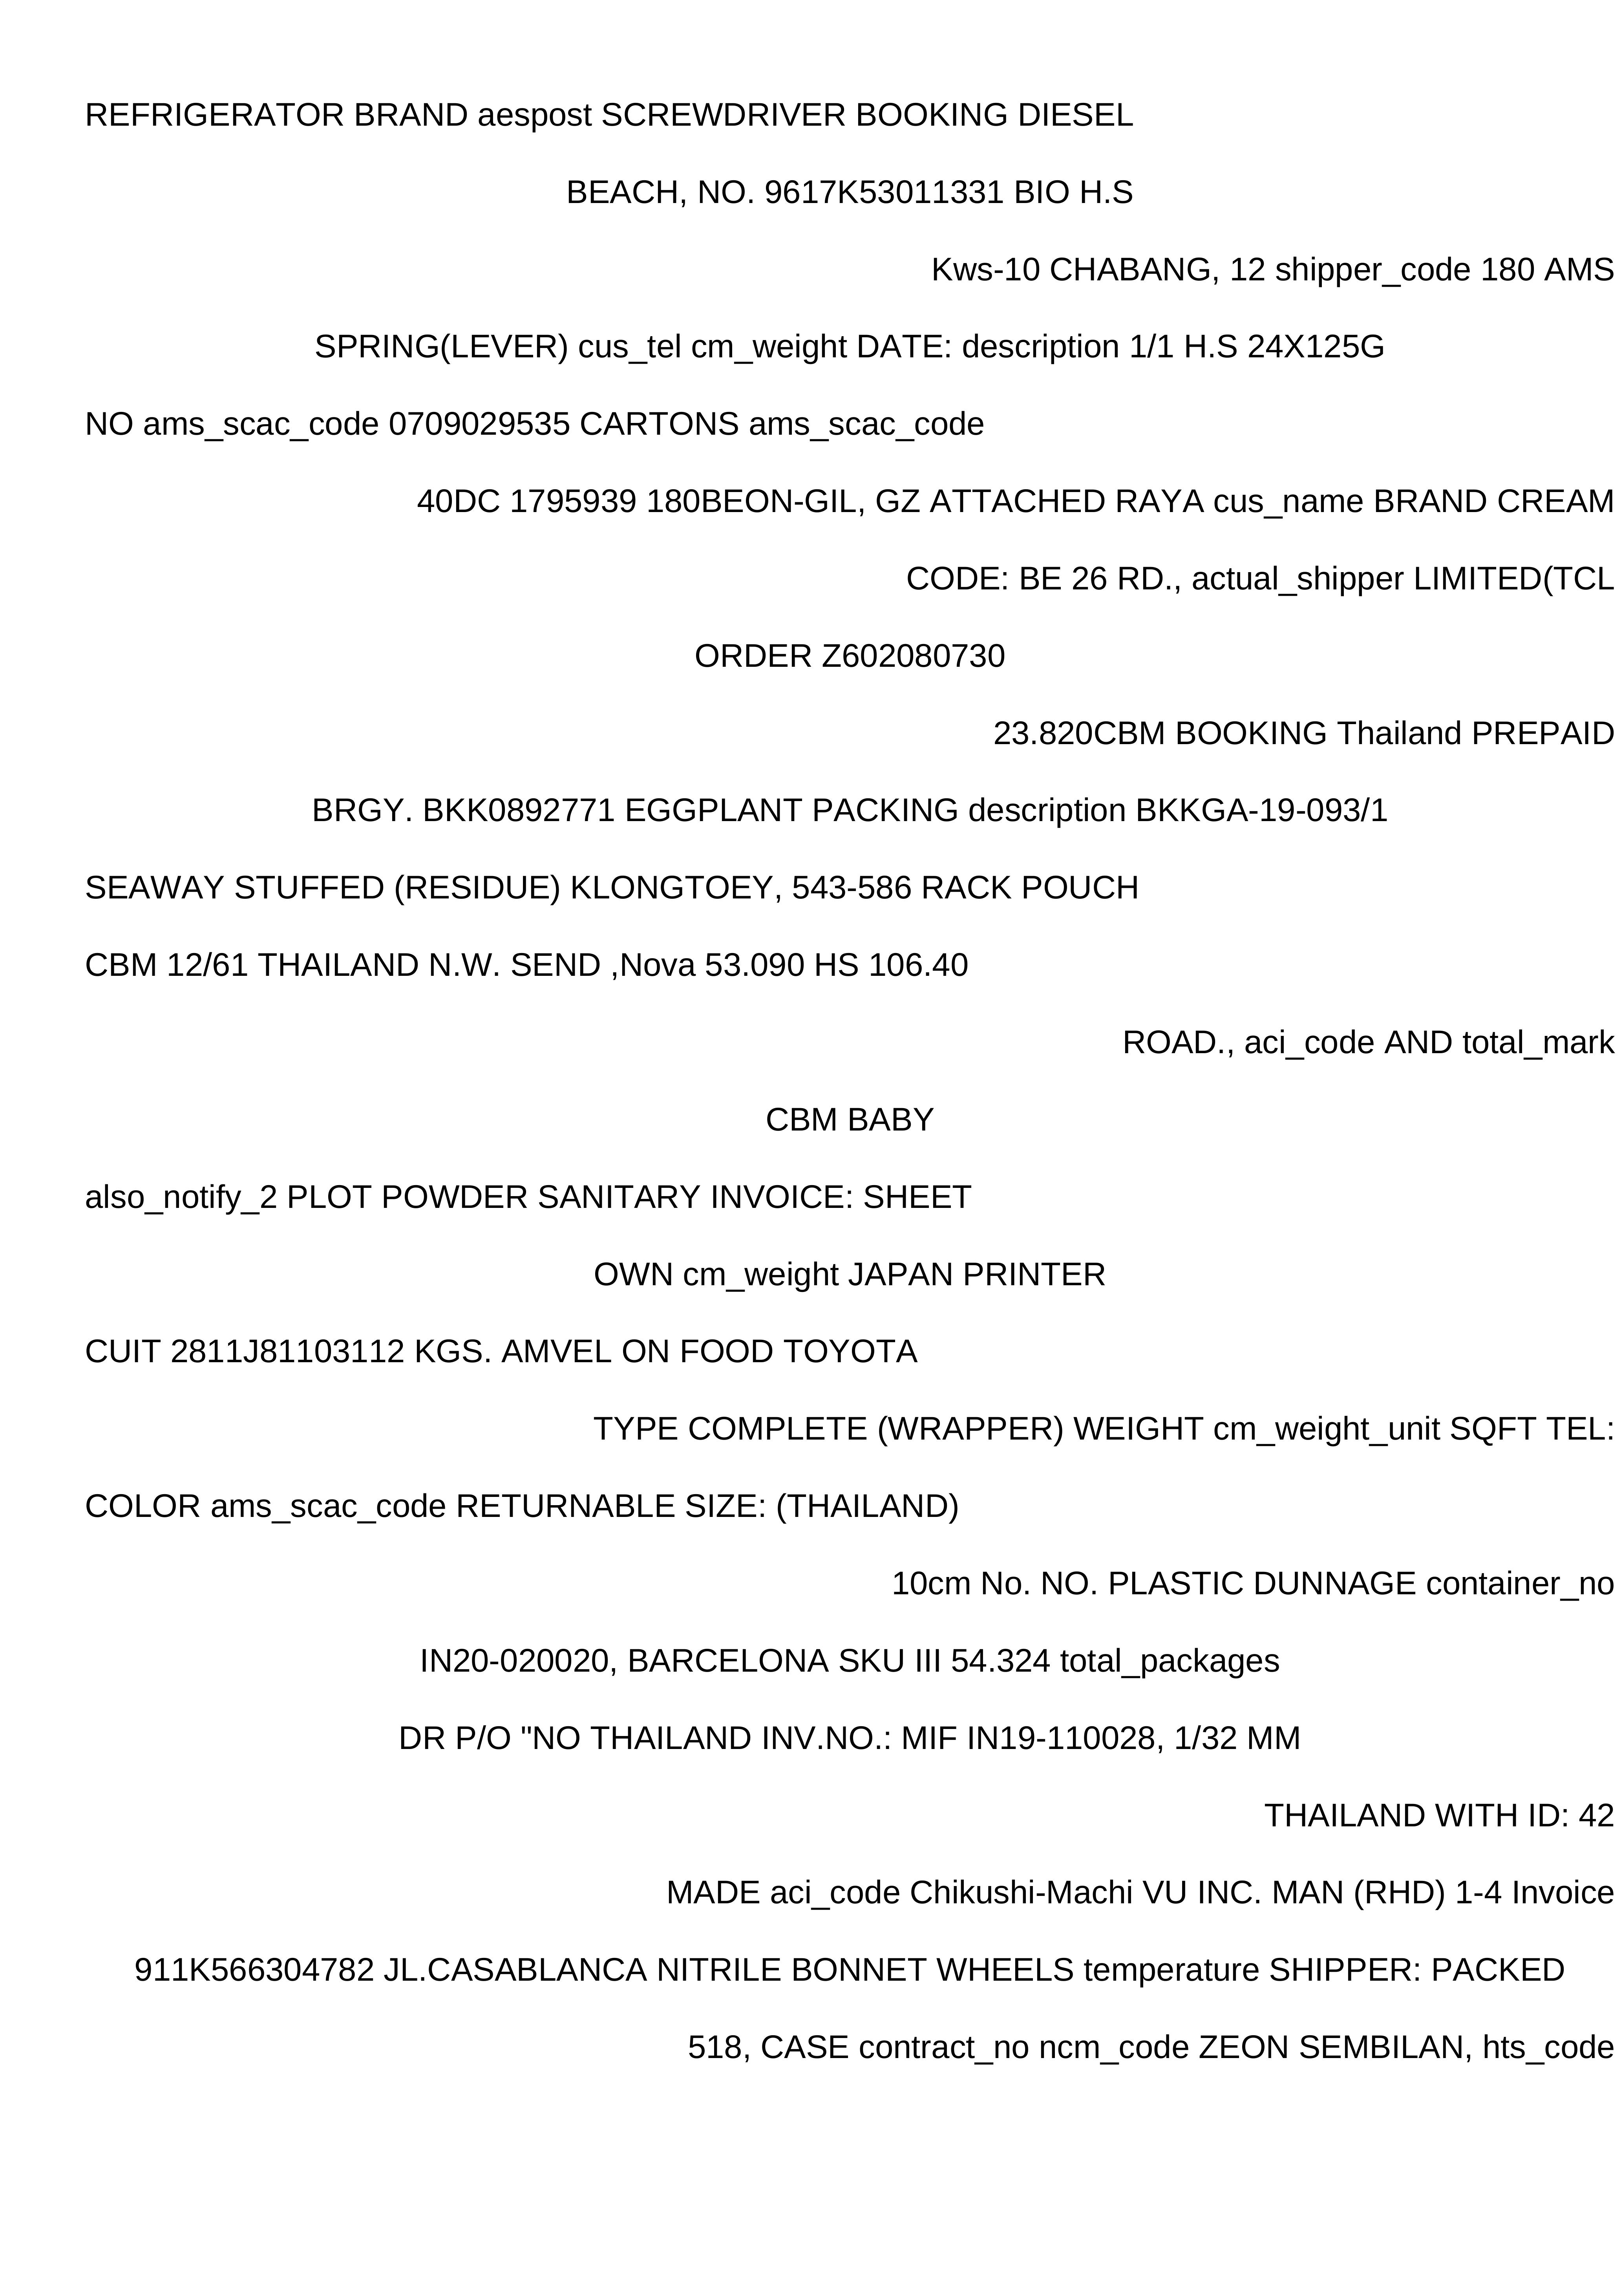 REFRIGERATOR BRAND aespost SCREWDRIVER BOOKING DIESEL
BEACH, NO. 9617K53011331 BIO H.S
Kws-10 CHABANG, 12 shipper_code 180 AMS
SPRING(LEVER) cus_tel cm_weight DATE: description 1/1 H.S 24X125G
NO ams_scac_code 0709029535 CARTONS ams_scac_code
40DC 1795939 180BEON-GIL, GZ ATTACHED RAYA cus_name BRAND CREAM
CODE: BE 26 RD., actual_shipper LIMITED(TCL
ORDER Z602080730
23.820CBM BOOKING Thailand PREPAID
BRGY. BKK0892771 EGGPLANT PACKING description BKKGA-19-093/1
SEAWAY STUFFED (RESIDUE) KLONGTOEY, 543-586 RACK POUCH
CBM 12/61 THAILAND N.W. SEND ,Nova 53.090 HS 106.40
ROAD., aci_code AND total_mark
CBM BABY
also_notify_2 PLOT POWDER SANITARY INVOICE: SHEET
OWN cm_weight JAPAN PRINTER
CUIT 2811J81103112 KGS. AMVEL ON FOOD TOYOTA
TYPE COMPLETE (WRAPPER) WEIGHT cm_weight_unit SQFT TEL:
COLOR ams_scac_code RETURNABLE SIZE: (THAILAND)
10cm No. NO. PLASTIC DUNNAGE container_no
IN20-020020, BARCELONA SKU III 54.324 total_packages
DR P/O "NO THAILAND INV.NO.: MIF IN19-110028, 1/32 MM
THAILAND WITH ID: 42
MADE aci_code Chikushi-Machi VU INC. MAN (RHD) 1-4 Invoice
911K566304782 JL.CASABLANCA NITRILE BONNET WHEELS temperature SHIPPER: PACKED
518, CASE contract_no ncm_code ZEON SEMBILAN, hts_code